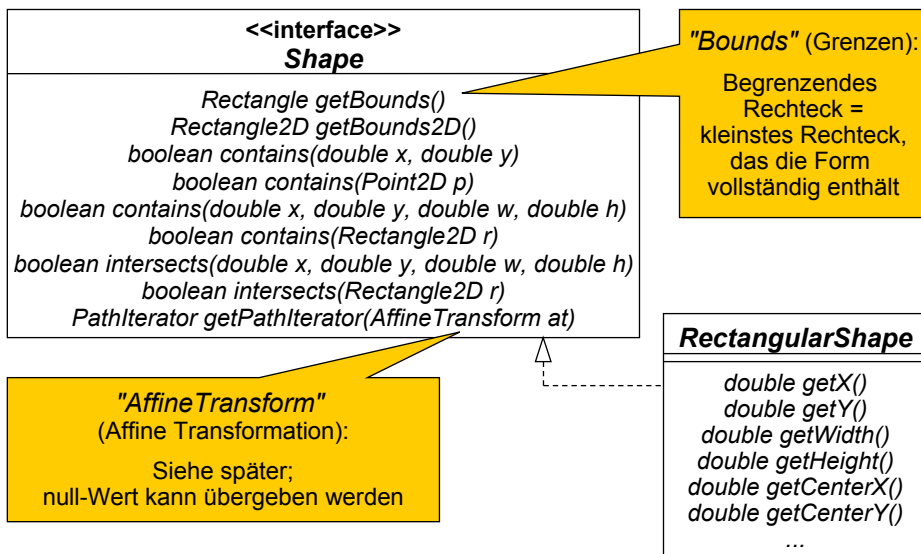 <<interface>>
Shape
Rectangle getBounds()
Rectangle2D getBounds2D()
boolean contains(double x, double y)
boolean contains(Point2D p)
boolean contains(double x, double y, double w, double h)
boolean contains(Rectangle2D r)
boolean intersects(double x, double y, double w, double h)
boolean intersects(Rectangle2D r)
PathIterator getPathIterator(AffineTransform at)
"Bounds" (Grenzen):
Begrenzendes
Rechteck =
kleinstes Rechteck,
das die Form
vollständig enthält
"AffineTransform"
(Affine Transformation):
Siehe später;
null-Wert kann übergeben werden
RectangularShape
double getX()
double getY()
double getWidth()
double getHeight()
double getCenterX()
double getCenterY()
...